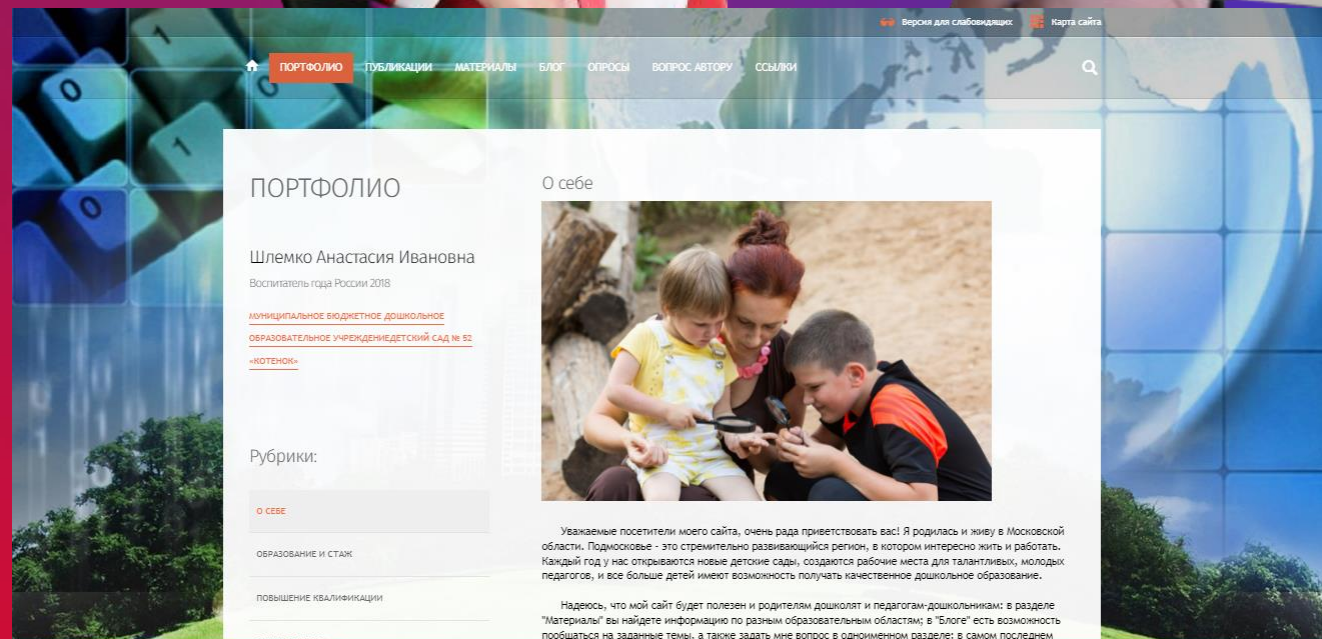 Версия для слабовидящих
Карта сайта
ПОРТФОЛИО
ПУБЛИКАЦИИ
МАТЕРИАЛЫ
БЛОГ
ОПРОСЫ
ВОПРОС АВТОРУ
ССЫЛКИ
ПОРТФОЛИО
Шлемко Анастасия Ивановна
Воспитатель года России 2018
МУНИЦИПАЛЬНОЕ БЮДЖЕТНОЕ ДОШКОЛЬНОЕ
ОБРАЗОВАТЕЛЬНОЕ УЧРЕЖДЕНИЕДЕТСКИЙ САД № 52
«КОТЕНОК»
Рубрики:
О СЕБЕ
ОБРАЗОВАНИЕ И СТАЖ
ПОВЫШЕНИЕ КВАЛИФИКАЦИИ
О себе
Уважаемые посетители моего сайта, очень рада приветствовать вас! Я родилась и живу в Московской
области. Подмосковье - это стремительно развивающийся регион, в котором интересно жить и работать.
Каждый год у нас открываются новые детские сады, создаются рабочие места для талантливых, молодых
педагогов, и все больше детей имеют возможность получать качественное дошкольное образование.
Надеюсь, что мой сайт будет полезен и родителям дошколят и педагогам-дошкольникам: в разделе
"Материалы" вы найдете информацию по разным образовательным областям; в "Блоге" есть возможность
пообщаться на заданные темы, а также задать мне вопрос в одноименном разделе; в самом последнем